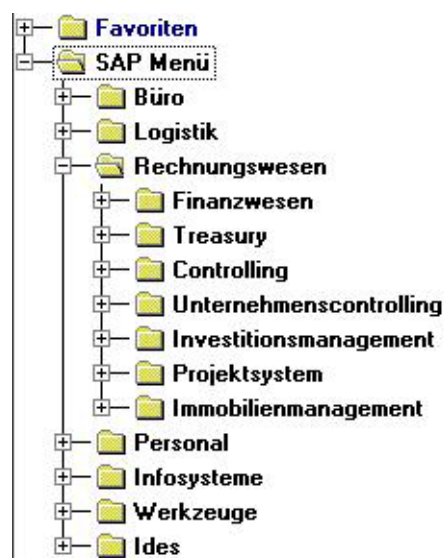 Favoriten
SAP Menü
Büro
Logistik
Rechnungswesen
Finanzwesen
Treasury
Controlling
Unternehmenscontrolling
Investitionsmanagement
Projektsystem
Immobilienmanagement
Personal
Infosysteme
Werkzeuge
Ides